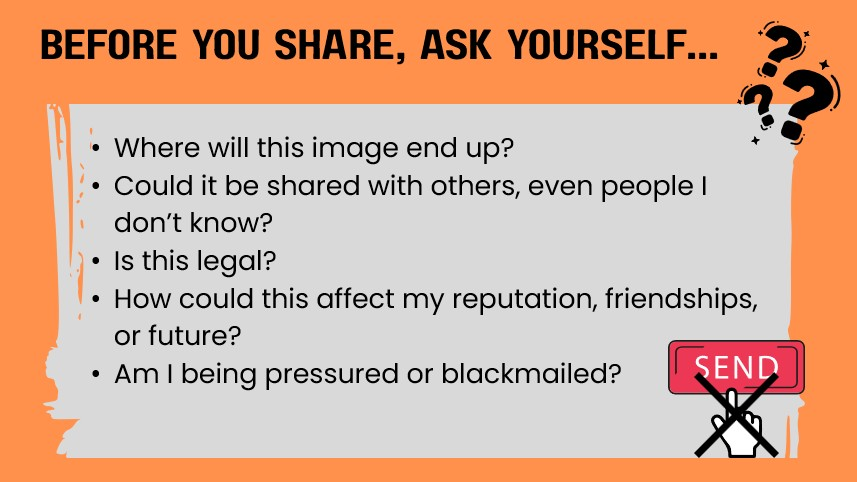 BEFORE YOU SHARE, ASK YOURSELF...
• Where will this image end up?
• Could it be shared with others, even people I
don't know?
• Is this legal?
• How could this affect my reputation, friendships,
or future?
• Am I being pressured or blackmailed?
SEND